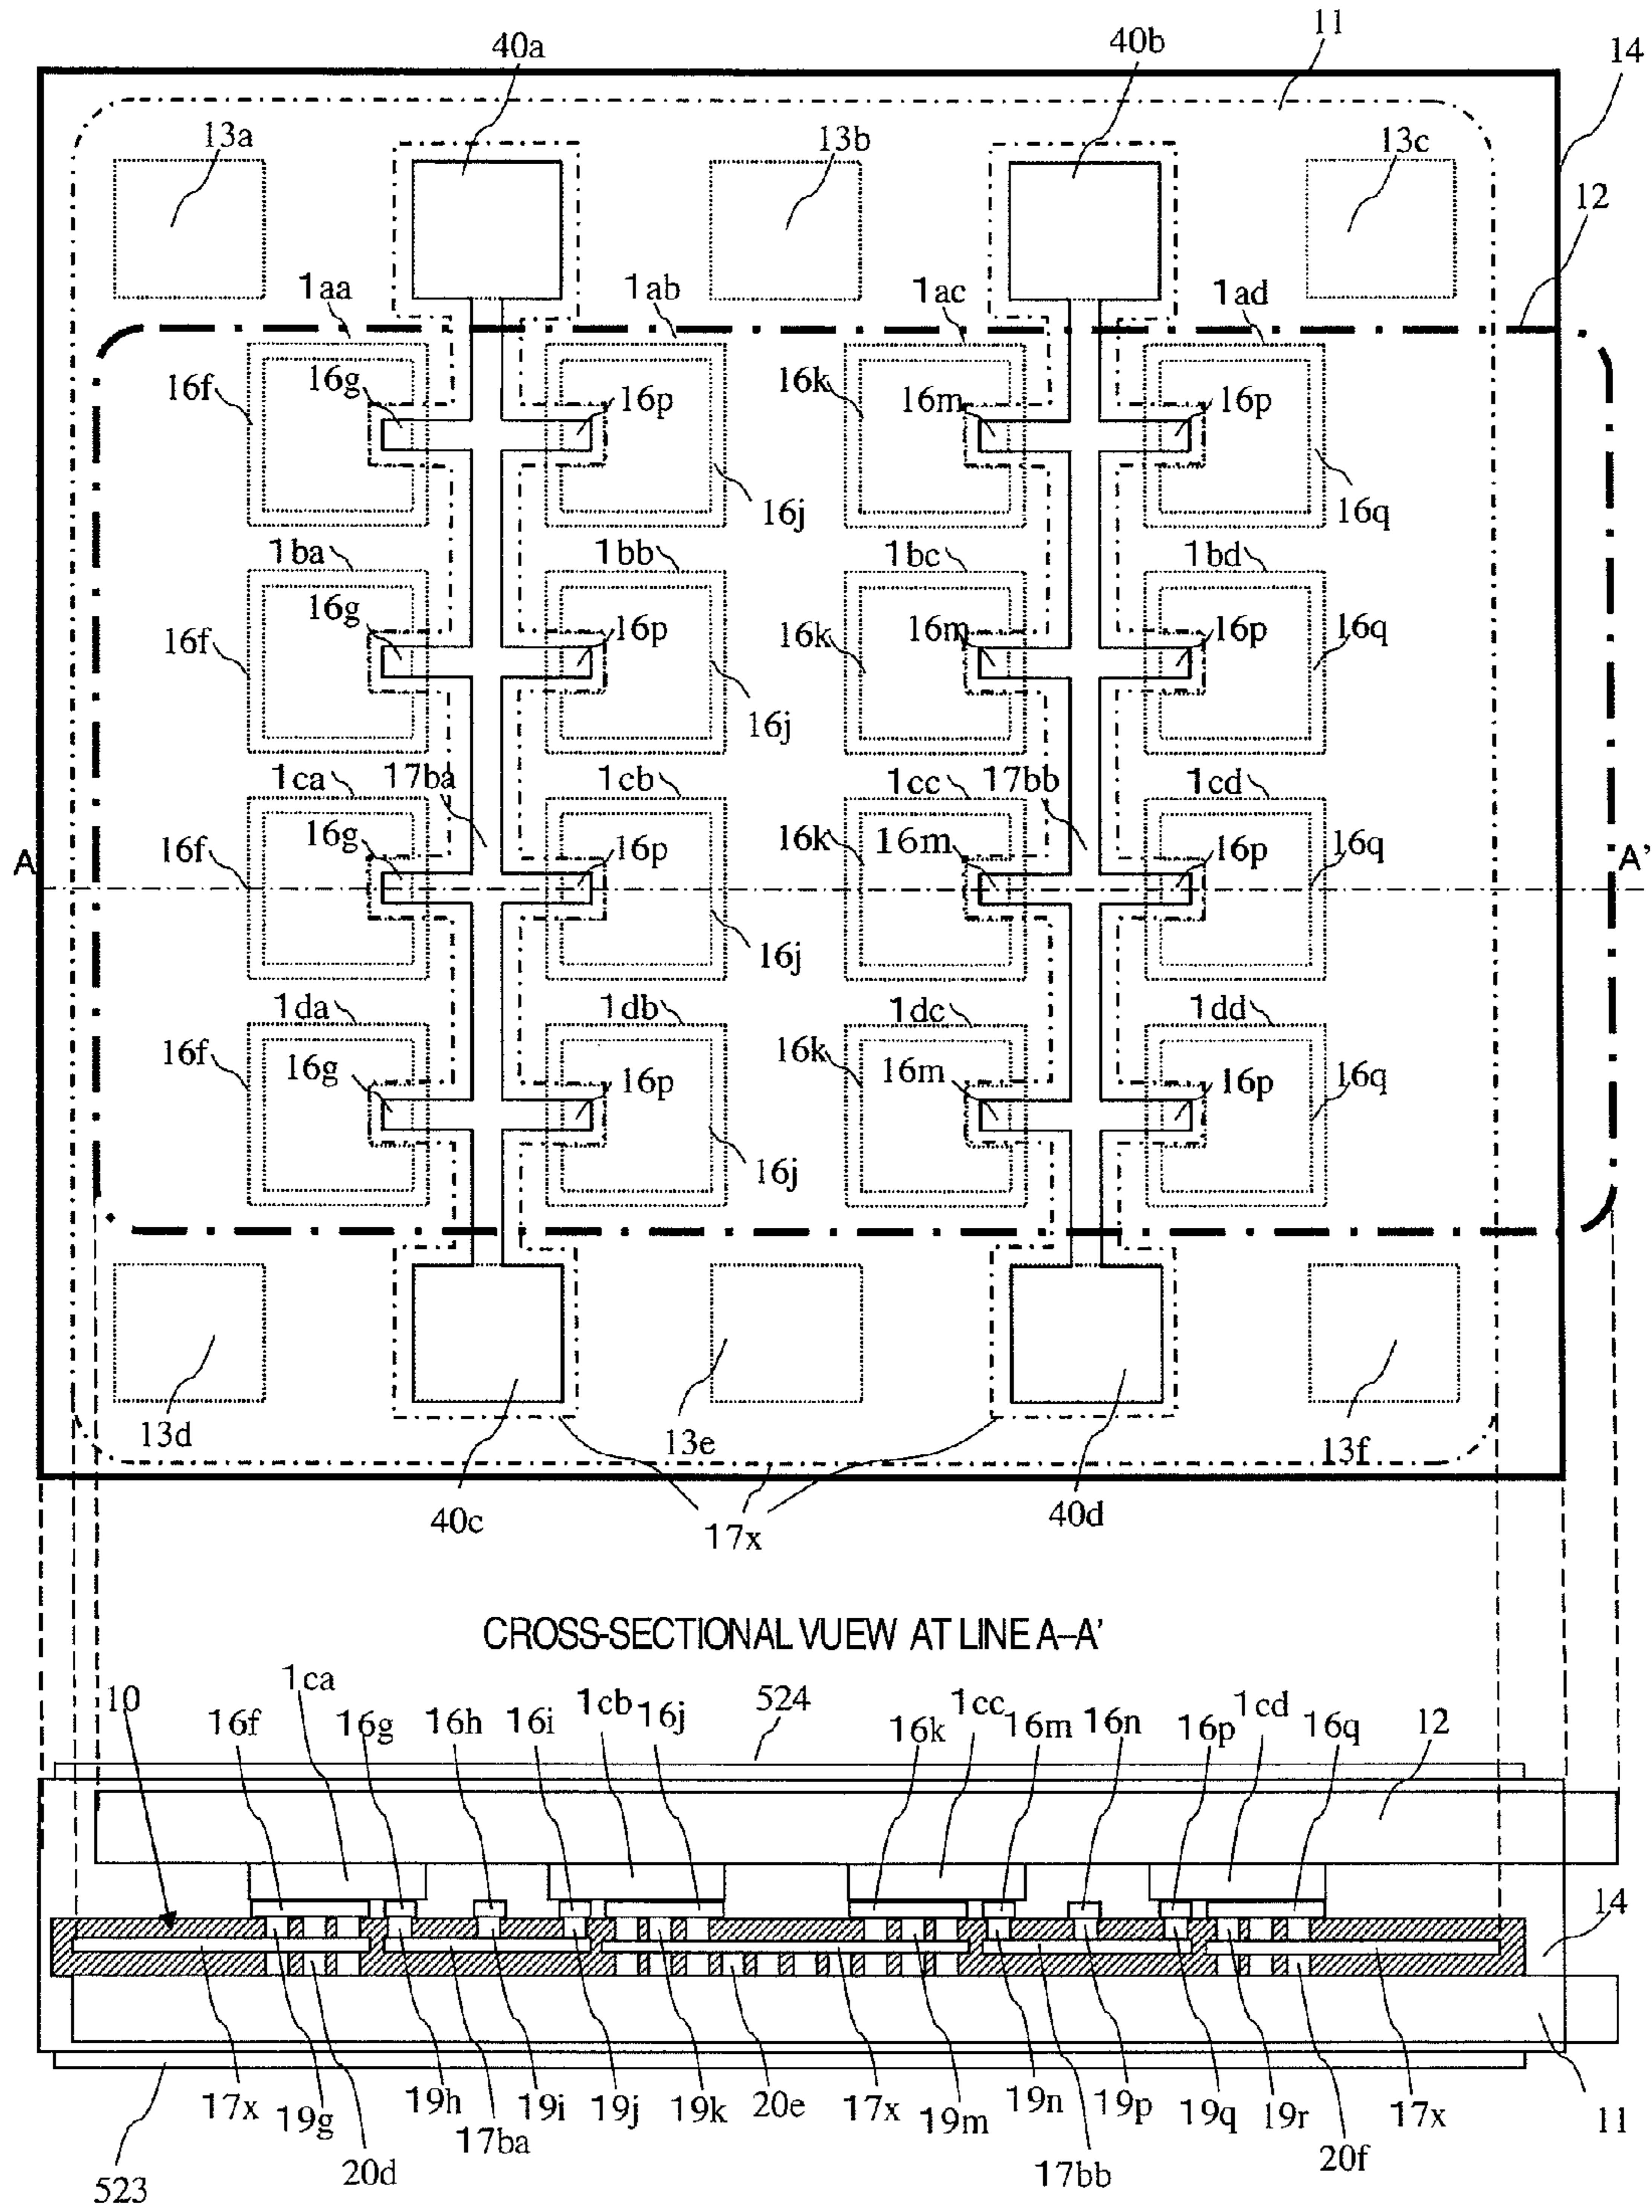 11
40a
40b
14
13a
13b
13c
12
1aa
1ab
1ac
1ad
16f
16g
16p
16k
16m
16p
16j
16q
1ba
1bb
1bc
1bd
16f
16g
16p
16k
16m
16p
16q
16j
1ca
17ba
1cb
1cc
17bb
1cd
A
16f
16g
16p
16k
16m
16p
16q
A'
16j
1da
1db
1dc
1dd
16f
16g
16p
16k
16m
16p
16q
16j
13d
13e
13f
40c
17x
40d
CROSS-SECTIONAL VUEW AT LINE A-A'
10
1ca
16f
16g
16h
16i
1cb
16j
524
16k
1cc
16m
16n
16p
1cd
16q
12
14
17x
19g
20d
19h
17ba
19i
19j
19k
20e
17x
19m
19n
17bb
19p
19q
19r
20f
17x
11
523